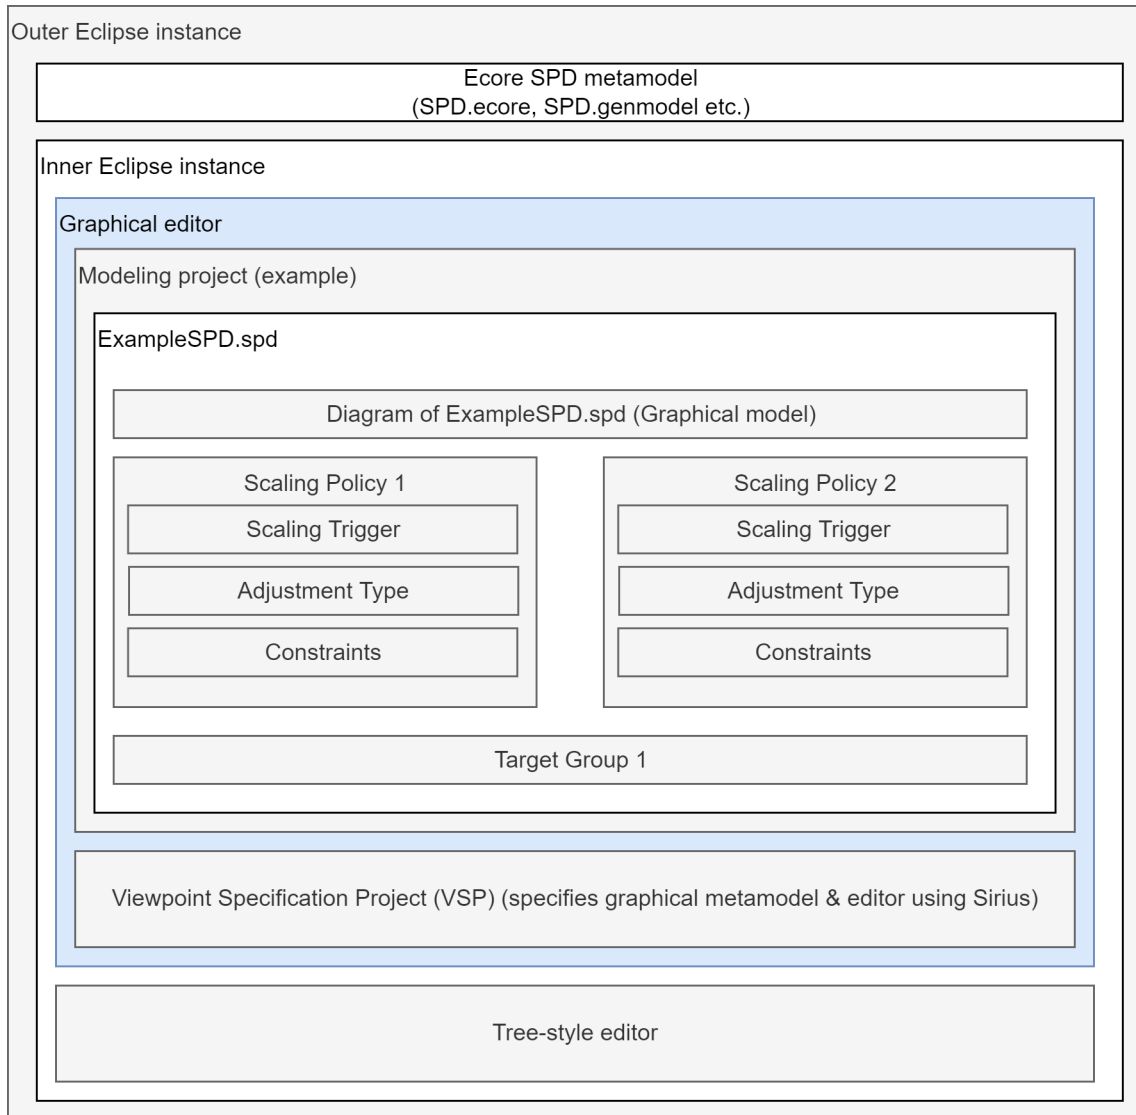 Outer Eclipse instance
Ecore SPD metamodel
(SPD.ecore, SPD.genmodel etc.)
Inner Eclipse instance
Graphical editor
Modeling project (example)
ExampleSPD.spd
Diagram of ExampleSPD.spd (Graphical model)
Scaling Policy 1
Scaling Trigger
Adjustment Type
Constraints
Scaling Policy 2
Scaling Trigger
Adjustment Type
Constraints
Target Group 1
Viewpoint Specification Project (VSP) (specifies graphical metamodel & editor using Sirius)
Tree-style editor